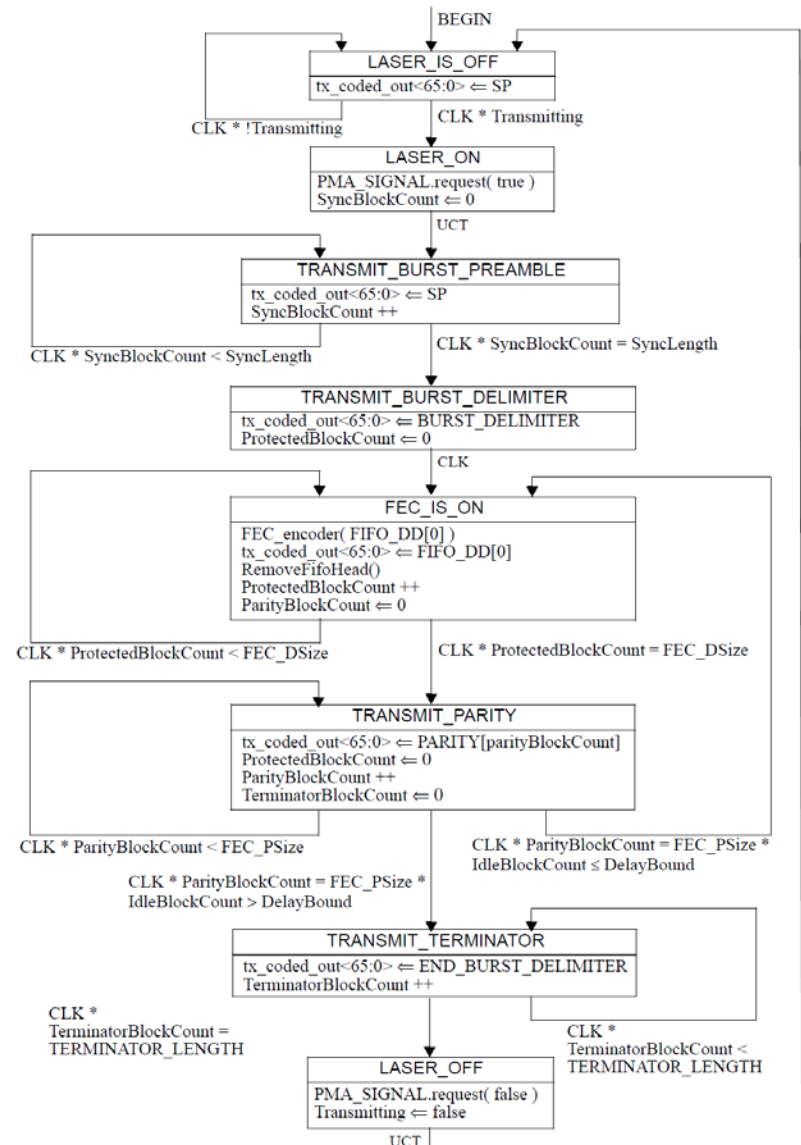 BEGIN
LASER_IS_OFF
tx_coded_out<65:0> ⇐ SP
CLK * !Transmitting
CLK * Transmitting
LASER_ON
PMA_SIGNAL.request( true )
SyncBlockCount ⇐ 0
UCT
TRANSMIT_BURST_PREAMBLE
tx_coded_out<65:0> ⇐ SP
SyncBlockCount ++
CLK * SyncBlockCount < SyncLength
CLK * SyncBlockCount = SyncLength
TRANSMIT_BURST_DELIMITER
tx_coded_out<65:0> ⇐ BURST_DELIMITER
ProtectedBlockCount ⇐ 0
CLK
FEC_IS_ON
FEC_encoder( FIFO_DD[0] )
tx_coded_out<65:0> ⇐ FIFO_DD[0]
RemoveFifoHead()
ProtectedBlockCount ++
ParityBlockCount ⇐ 0
CLK * ProtectedBlockCount < FEC_DSize
CLK * ProtectedBlockCount = FEC_DSize
TRANSMIT_PARITY
tx_coded_out<65:0> ⇐ PARITY[parityBlockCount]
ProtectedBlockCount ⇐ 0
ParityBlockCount ++
TerminatorBlockCount ⇐ 0
CLK * ParityBlockCount < FEC_PSize
CLK * ParityBlockCount = FEC_PSize *
IdleBlockCount ≤ DelayBound
CLK * ParityBlockCount = FEC_PSize *
IdleBlockCount > DelayBound
TRANSMIT_TERMINATOR
tx_coded_out<65:0> ⇐ END_BURST_DELIMITER
TerminatorBlockCount ++
CLK *
TerminatorBlockCount =
TERMINATOR_LENGTH
CLK *
TerminatorBlockCount <
TERMINATOR_LENGTH
LASER_OFF
PMA_SIGNAL.request( false )
Transmitting ⇐ false
UCT